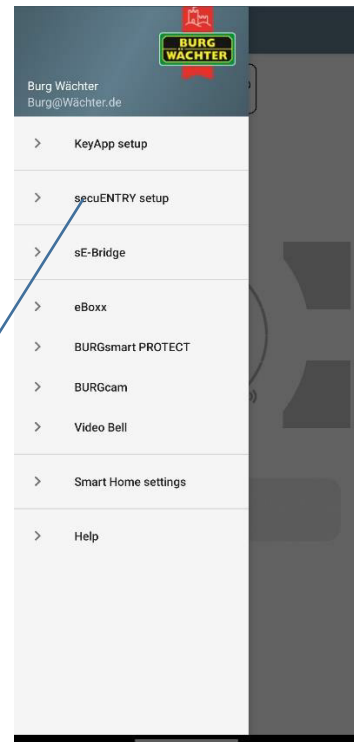 BURG
WÄCHTER
Burg Wächter
Burg@Wächter.de
KeyApp setup
secuENTRY setup
sE-Bridge
eBoxx
BURGsmart PROTECT
BURGcam
Video Bell
Smart Home settings
Help